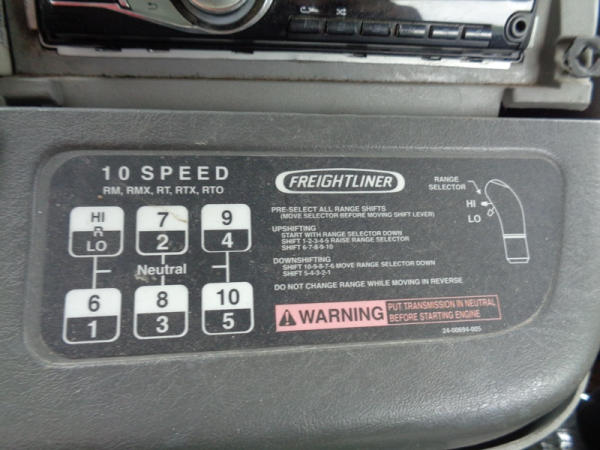 10 SPEED
RM, RMX, RT, RTX, RTO
HI
R
LO
7
2
9
4
Neutral
6
1
8
3
10
5
FREIGHTLINER
PRE-SELECT ALL RANGE SHIFTS
(MOVE SELECTOR BEFORE MOVING SHIFT LEVER)
UPSHIFTING
START WITH RANGE SELECTOR DOWN
SHIFT 1-2-3-4-5 RAISE RANGE SELECTOR
SHIFT 6-7-8-9-10
DOWNSHIFTING
SHIFT 10-9-8-7-6 MOVE RANGE SELECTOR DOWN
SHIFT 5-4-3-2-1
DO NOT CHANGE RANGE WHILE MOVING IN REVERSE
WARNING
PUT TRANSMISSION IN NEUTRAL
BEFORE STARTING ENGINE
24-00694-005
RANGE
SELECTOR
HI
LO